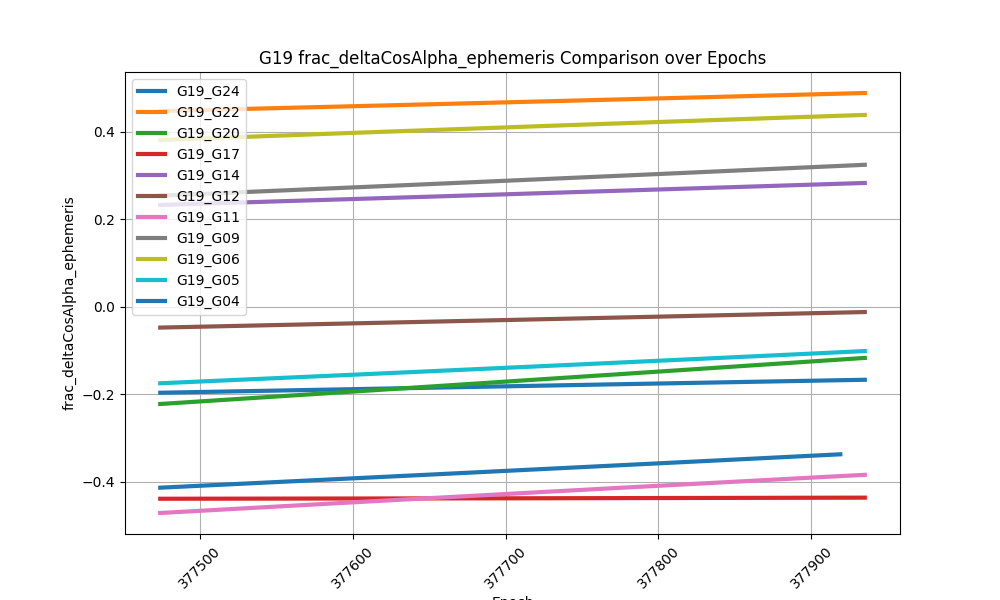 G19 frac_deltaCosAlpha_ephemeris Comparison over Epochs
G19_G24
G19_G22
G19_G20
G19_G17
G19_G14
G19_G12
G19_G11
G19_G09
G19_G06
G19_G05
G19_G04
frac_deltaCosAlpha_ephemeris
0.4
0.2
0.0
−0.2
−0.4
377500
377600
377700
377800
377900
Epoch